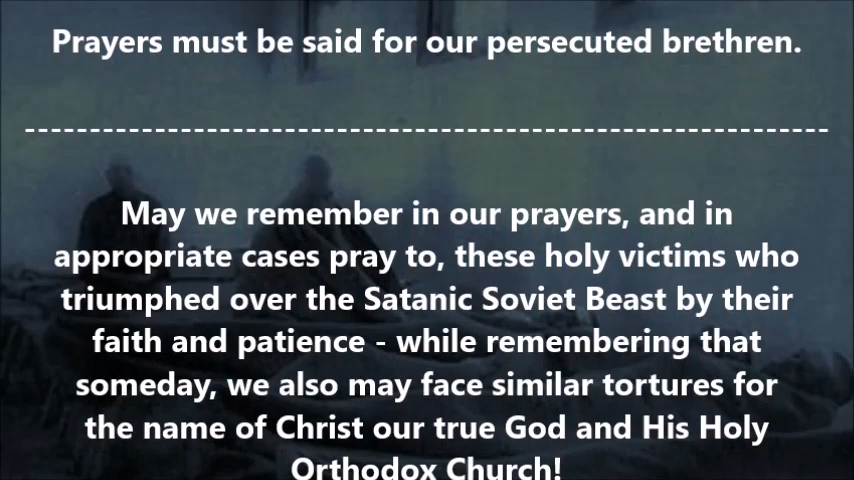 Prayers must be said for our persecuted brethren.
--------------------------------------------------------------
May we remember in our prayers, and in
appropriate cases pray to, these holy victims who
triumphed over the Satanic Soviet Beast by their
faith and patience - while remembering that
someday, we also may face similar tortures for
the name of Christ our true God and His Holy
Orthodox Church!